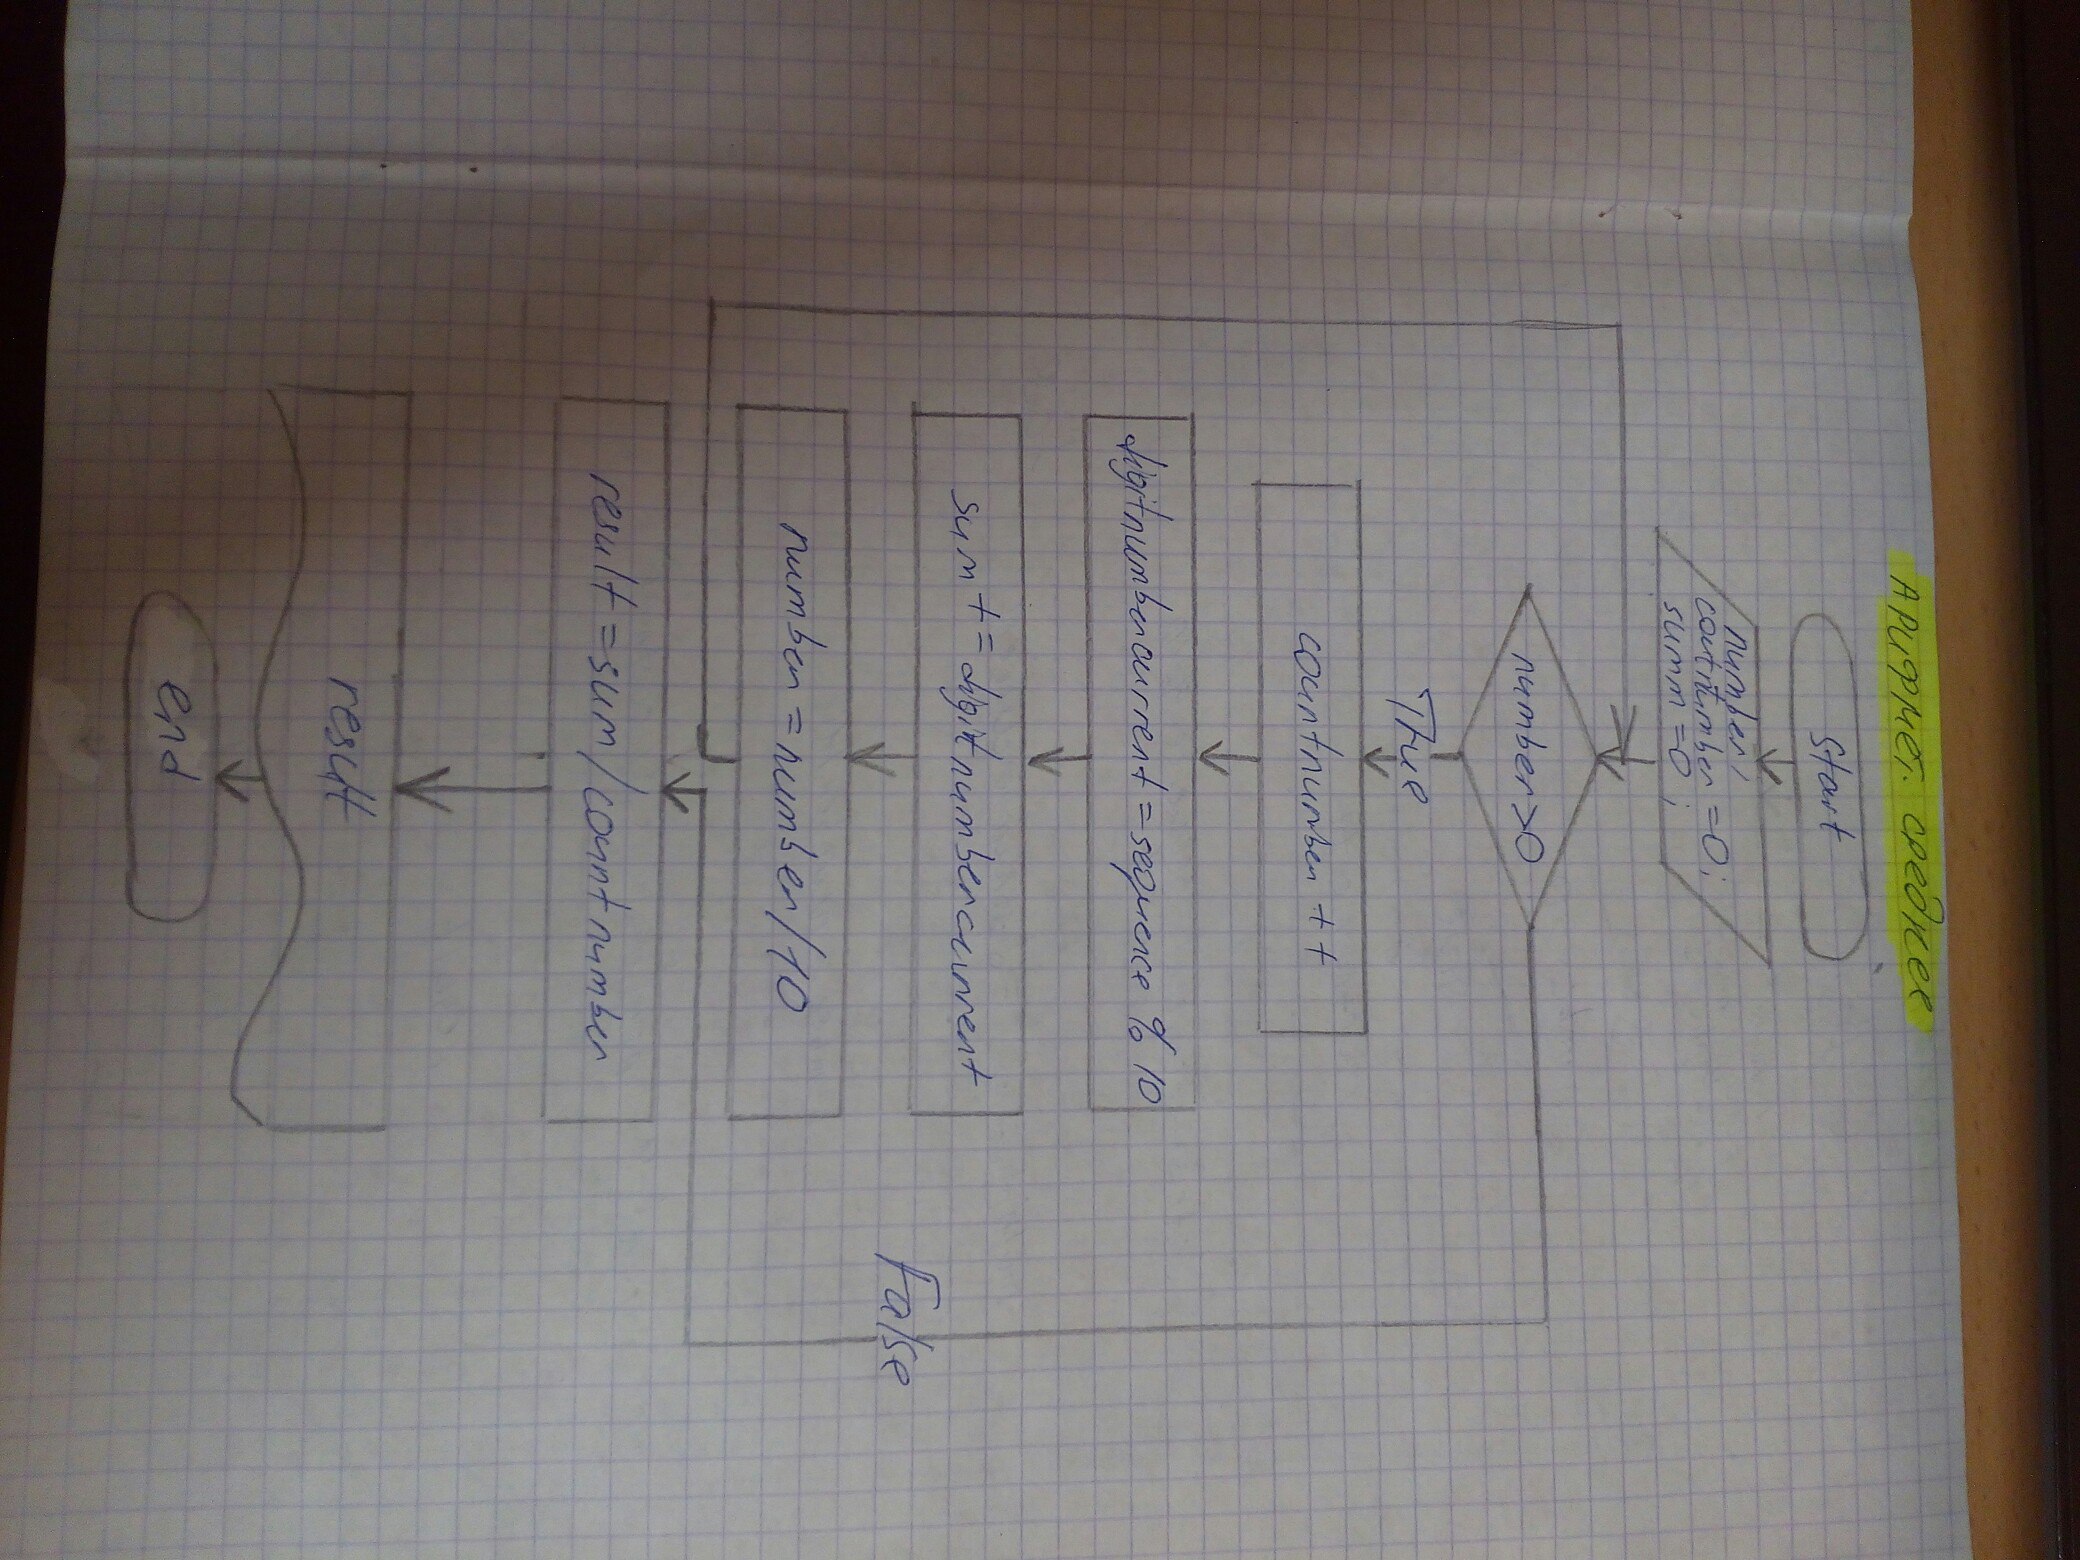 Арифмет. среднее
start
number;
coutnumber =0;
summ =0 ;
number>0
True
countnumber ++
digitnumbercurrent = sequence % 10
sum += digitnumbercurrent
False
number = number/10
result = sum/countnumber
result
end